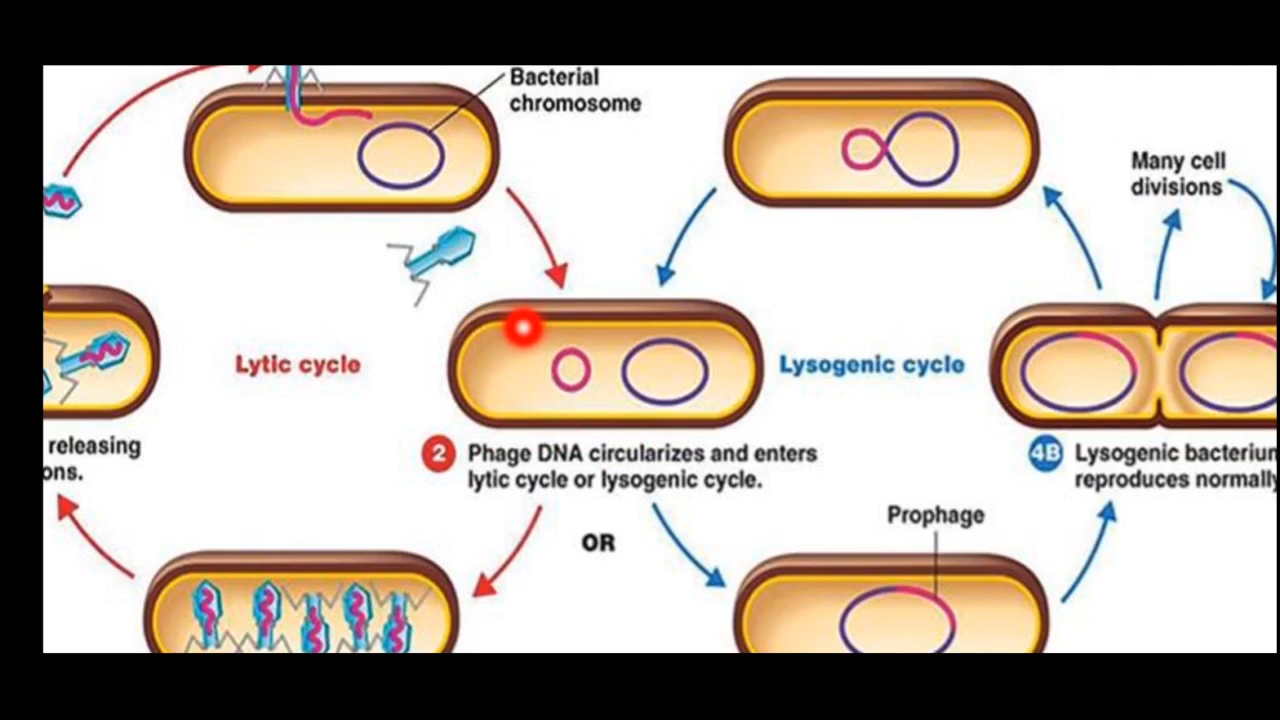 Bacterial
chromosome
Many cell
divisions
Lytic cycle
Lysogenic cycle
releasing
ons.
2 Phage DNA circularizes and enters
lytic cycle or lysogenic cycle.
4B Lysogenic bacterium
reproduces normally
OR
Prophage